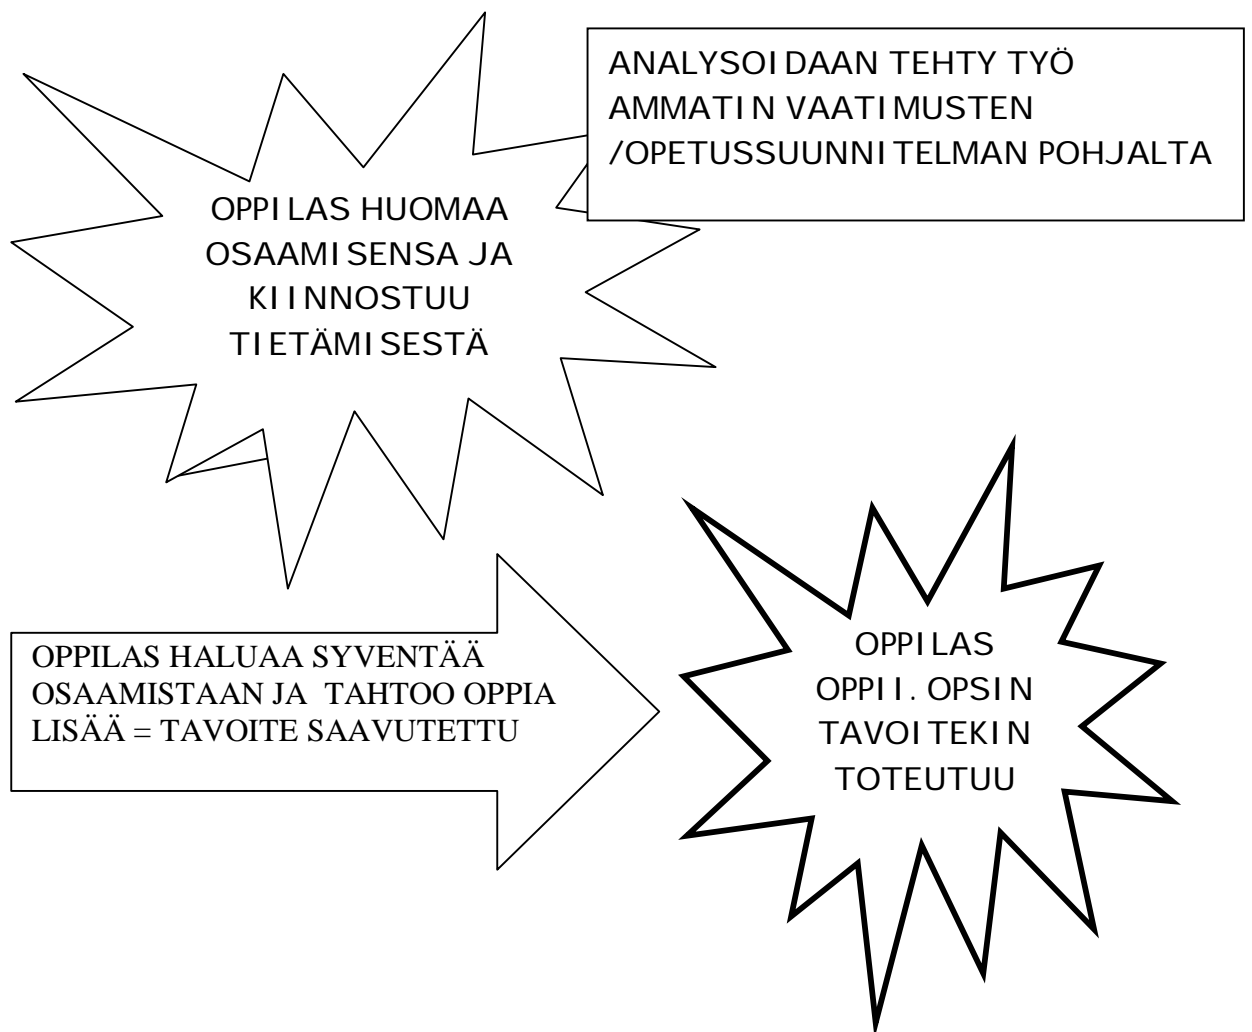 ANALYSOIDAAN TEHTY TYÖ
AMMATIN VAATIMUSTEN
/OPETUSSUUNNITELMAN POHJALTA
OPPILAS HUOMAA
OSAAMISENSA JA
KIINNOSTUU
TIETÄMISESTÄ
OPPILAS HALUAA SYVENTÄÄ
OSAAMISTAAN JA TAHTOO OPPIA
LISÄÄ = TAVOITE SAAVUTETTU
OPPILAS
OPPII. OPSIN
TAVOITEKIN
TOTEUTUU